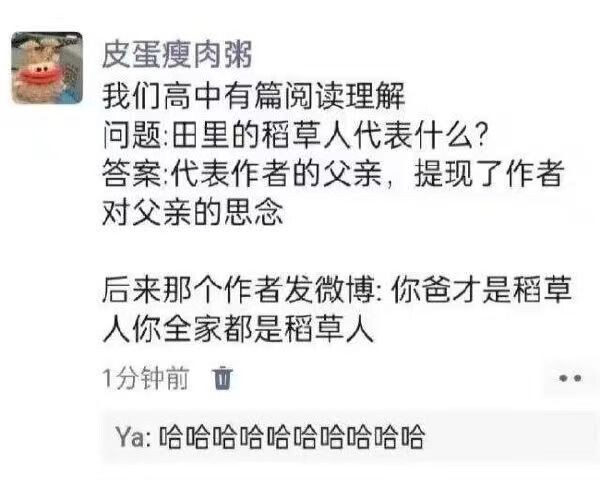 皮蛋瘦肉粥
我们高中有篇阅读理解
问题:田里的稻草人代表什么?
答案:代表作者的父亲，提现了作者
对父亲的思念
后来那个作者发微博: 你爸才是稻草
人你全家都是稻草人
1分钟前
Ya: 哈哈哈哈哈哈哈哈哈哈